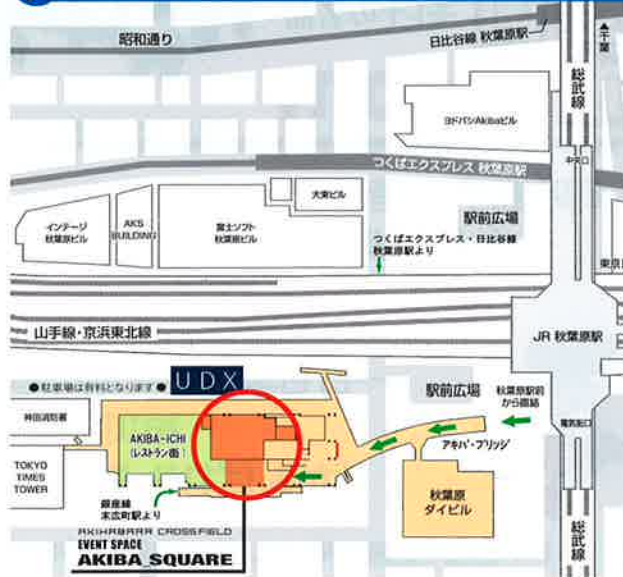 昭和通り
日比谷線 秋葉原駅
▲千葉
総武線
ヨドバシAkibaビル
つくばエクスプレス 秋葉原駅
中央口
大東ビル
インテージ
秋葉原ビル
AKS
BUILDING
富士ソフト
秋葉原ビル
駅前広場
つくばエクスプレス・日比谷線
秋葉原駅より
東京
山手線・京浜東北線
JR 秋葉原駅
●駐車場は有料となります●
UDX
駅前広場
秋葉原駅前
から直結
神田消防署
電気街口
AKIBA-ICHI
(レストラン街)
アキバ・ブリッジ
TOKYO
TIMES
TOWER
秋葉原
ダイビル
銀座線
末広町駅より
AKIHABARA CROSSFIELD
EVENT SPACE
AKIBA_SQUARE
総武線